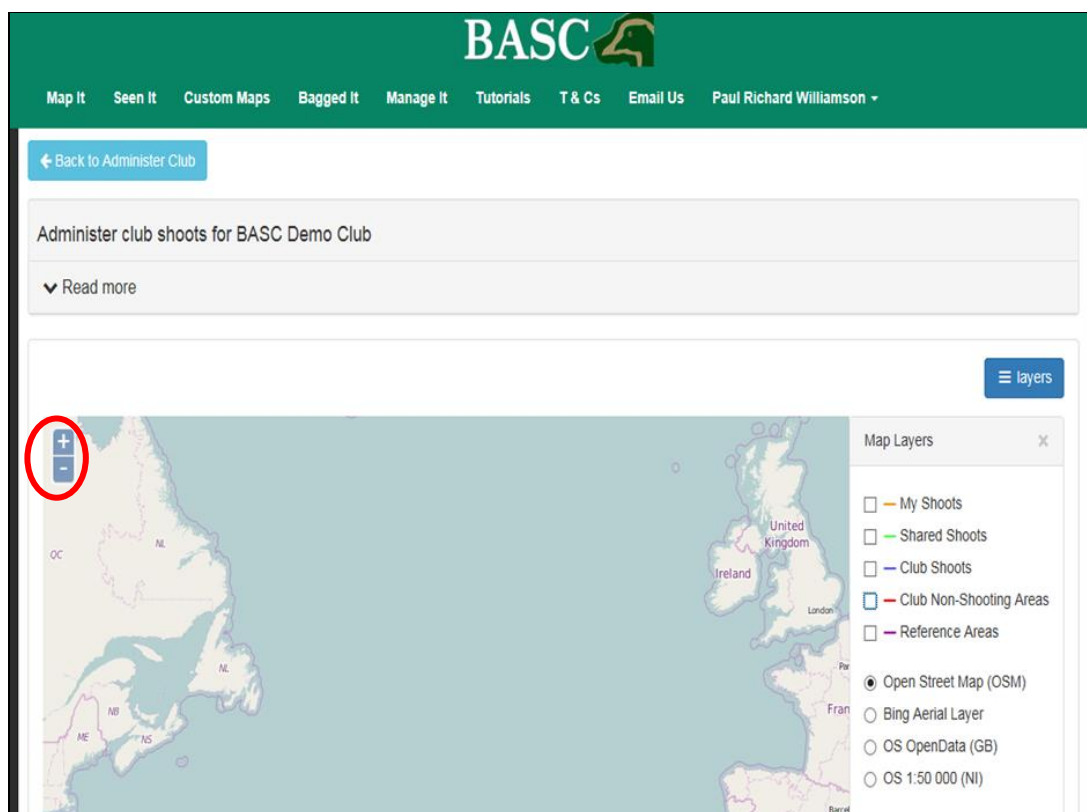 BASC
Map It Seen It Custom Maps Bagged It Manage It Tutorials T & Cs Email Us Paul Richard Williamson
Back to Administer Club
Administer club shoots for BASC Demo Club
Read more
layers
+
-
QC
NL
NL
NB
ME
NS
United
Kingdom
Ireland
London
Par
Fran
Barcel
Map Layers ×
My Shoots
Shared Shoots
Club Shoots
Club Non-Shooting Areas
Reference Areas
Open Street Map (OSM)
Bing Aerial Layer
OS OpenData (GB)
OS 1:50 000 (NI)